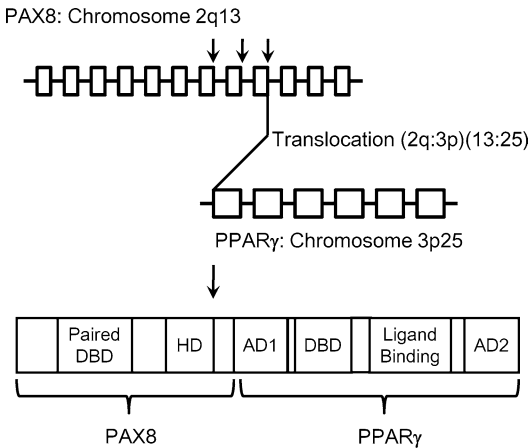 PAX8: Chromosome 2q13
Translocation (2q:3p)(13:25)
PPARγ: Chromosome 3p25
Paired
DBD
HD
AD1
DBD
Ligand
Binding
AD2
PAX8
PPARγ